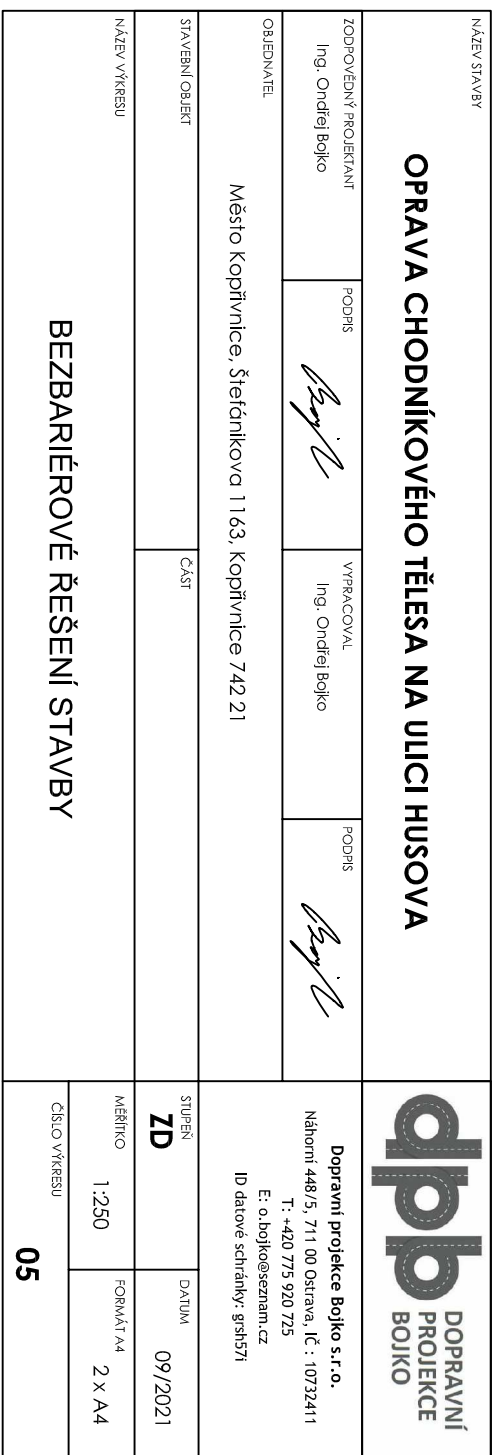 NÁZEV STAVBY
OPRAVA CHODNÍKOVÉHO TĚLESA NA ULICI HUSOVA
dpb
DOPRAVNÍ
PROJEKCE
BOJKO
ZODPOVĚDNÝ PROJEKTANT
Ing. Ondřej Bojko
PODPIS
VYPRACOVAL
Ing. Ondřej Bojko
PODPIS
Dopravní projekce Bojko s.r.o.
Náhorní 448/5, 711 00 Ostrava, IČ : 10732411
T: +420 775 920 725
E: o.bojko@seznam.cz
ID datové schránky: grsh57i
OBJEDNATEL
Město Kopřivnice, Štefánikova 1163, Kopřivnice 742 21
STAVEBNÍ OBJEKT
ČÁST
STUPEŇ
ZD
DATUM
09/2021
NÁZEV VÝKRESU
BEZBARIÉROVÉ ŘEŠENÍ STAVBY
MĚŘÍTKO
1:250
FORMÁT A4
2 x A4
ČÍSLO VÝKRESU
05